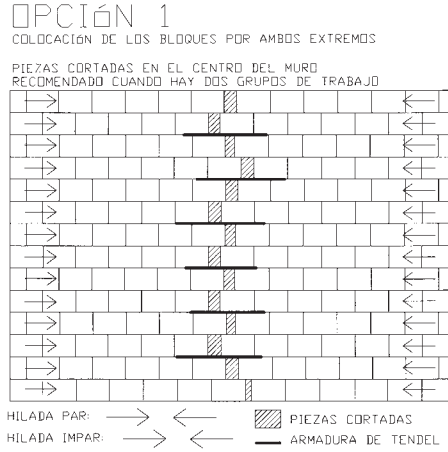 OPCIóN 1
COLOCACIóN DE LOS BLOQUES POR AMBOS EXTREMOS
PIEZAS CORTADAS EN EL CENTRO DEL MURO
RECOMENDADO CUANDO HAY DOS GRUPOS DE TRABAJO
HILADA PAR:
PIEZAS CORTADAS
HILADA IMPAR:
ARMADURA DE TENDEL